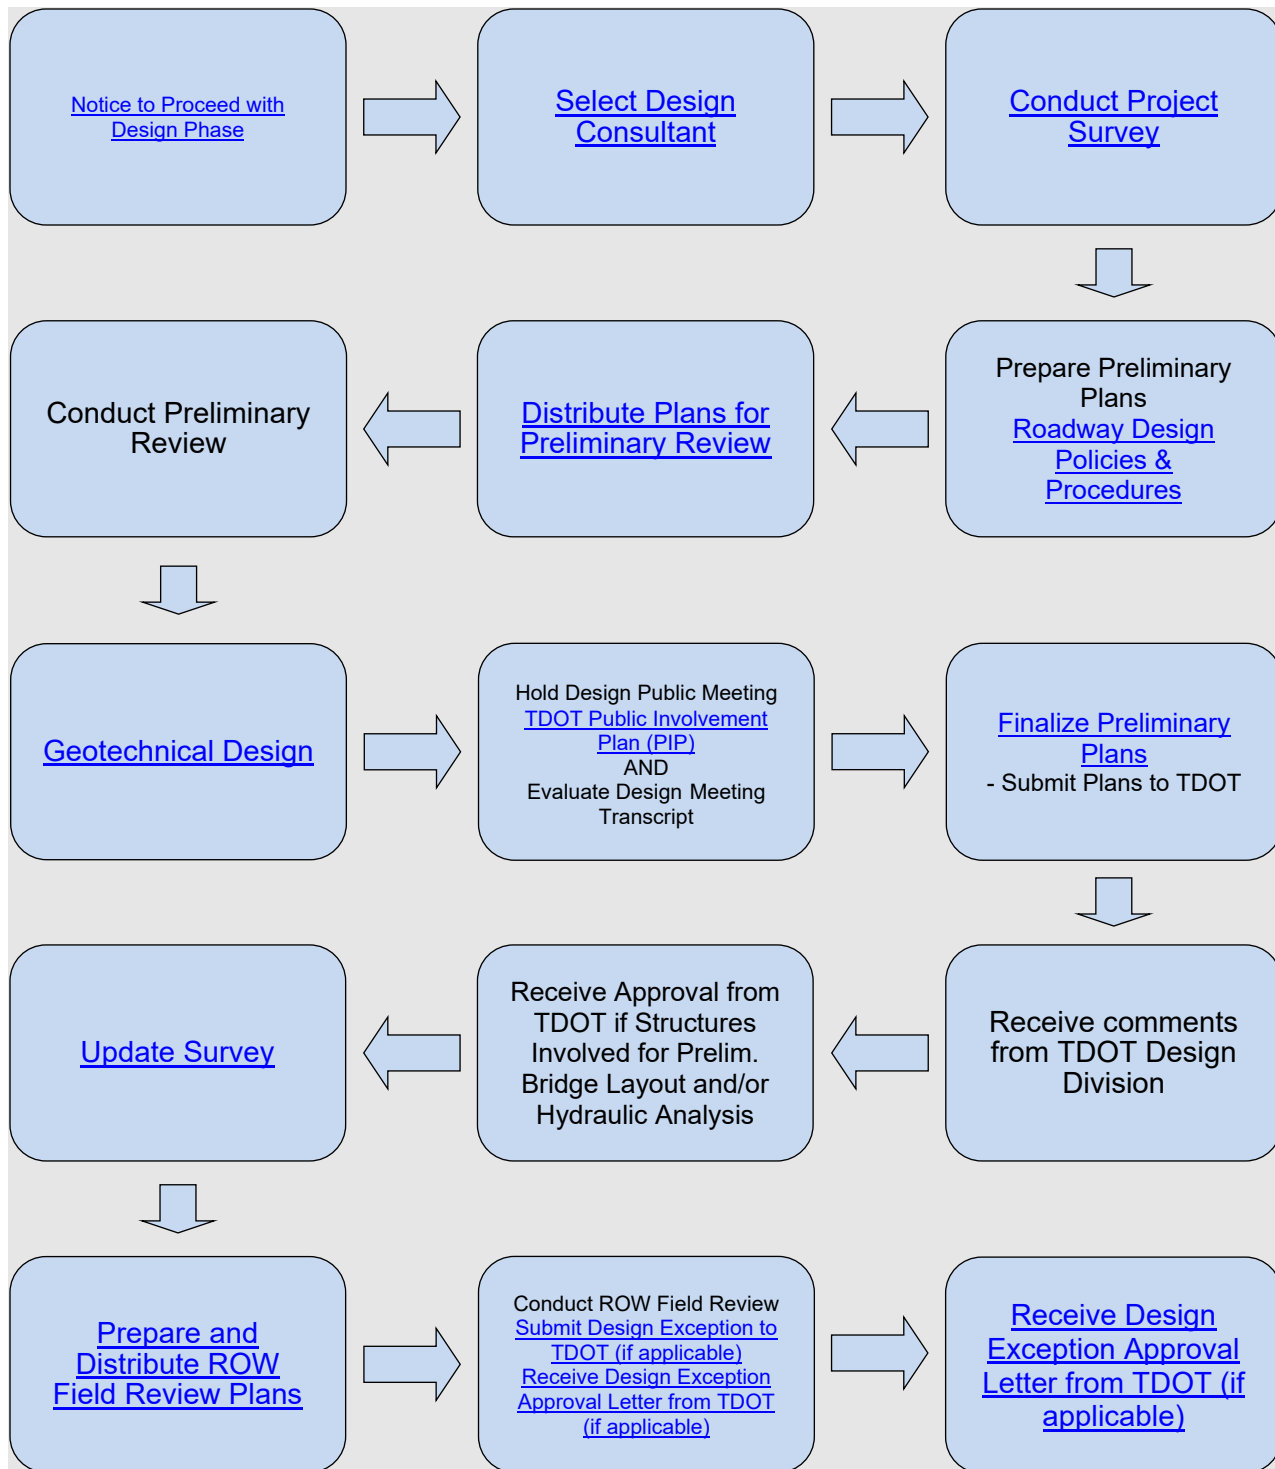 Notice to Proceed with
Design Phase
Select Design
Consultant
Conduct Project
Survey
Conduct Preliminary
Review
Distribute Plans for
Preliminary Review
Prepare Preliminary
Plans
Roadway Design
Policies &
Procedures
Geotechnical Design
Hold Design Public Meeting
TDOT Public Involvement
Plan (PIP)
AND
Evaluate Design Meeting
Transcript
Finalize Preliminary
Plans
- Submit Plans to TDOT
Update Survey
Receive Approval from
TDOT if Structures
Involved for Prelim.
Bridge Layout and/or
Hydraulic Analysis
Receive comments
from TDOT Design
Division
Prepare and
Distribute ROW
Field Review Plans
Conduct ROW Field Review
Submit Design Exception to
TDOT (if applicable)
Receive Design Exception
Approval Letter from TDOT
(if applicable)
Receive Design
Exception Approval
Letter from TDOT (if
applicable)